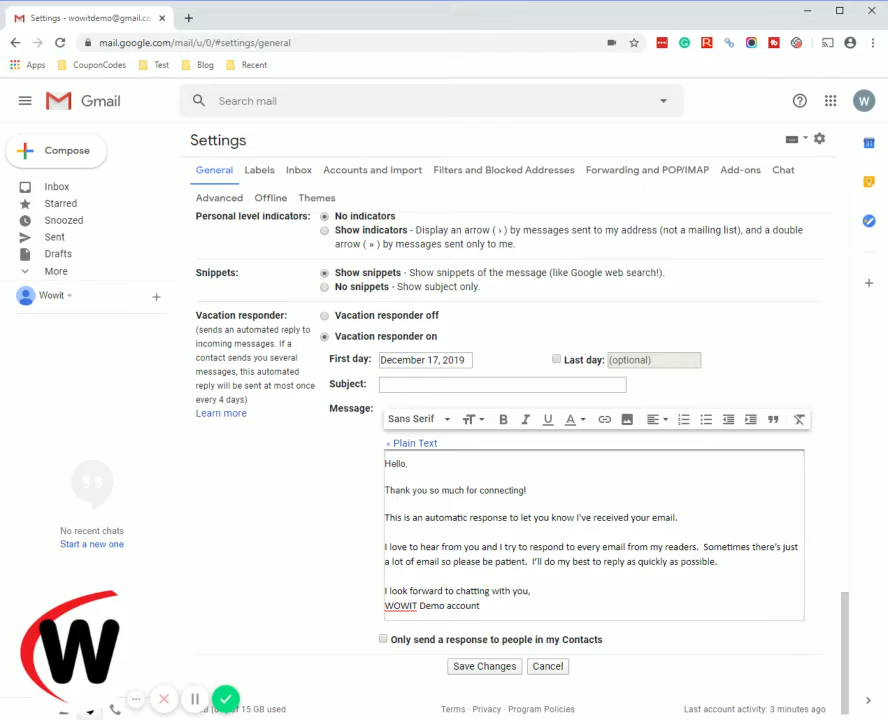 Settings - wowitdemo@gmail.co
mail.google.com/mail/u/0/#settings/general
Apps CouponCodes Test Blog Recent
Gmail
Search mail
W
Compose
Settings
General Labels Inbox Accounts and Import Filters and Blocked Addresses Forwarding and POP/IMAP Add-ons Chat
Advanced Offline Themes
Inbox
Starred
Snoozed
Sent
Drafts
More
Wowit
Personal level indicators: No indicators
Show indicators - Display an arrow ( › ) by messages sent to my address (not a mailing list), and a double
arrow ( » ) by messages sent only to me.
Snippets: Show snippets - Show snippets of the message (like Google web search!).
No snippets - Show subject only.
Vacation responder: Vacation responder off
(sends an automated reply to
incoming messages. If a
contact sends you several
messages, this automated
reply will be sent at most once
every 4 days)
Learn more
Vacation responder on
First day: December 17, 2019 Last day: (optional)
Subject:
Message:
Sans Serif
« Plain Text
Hello,
Thank you so much for connecting!
This is an automatic response to let you know I've received your email.
I love to hear from you and I try to respond to every email from my readers. Sometimes there's just
a lot of email so please be patient. I'll do my best to reply as quickly as possible.
I look forward to chatting with you,
WOWIT Demo account
Only send a response to people in my Contacts
Save Changes Cancel
No recent chats
Start a new one
W
of 15 GB used
Terms - Privacy - Program Policies
Last account activity: 3 minutes ago